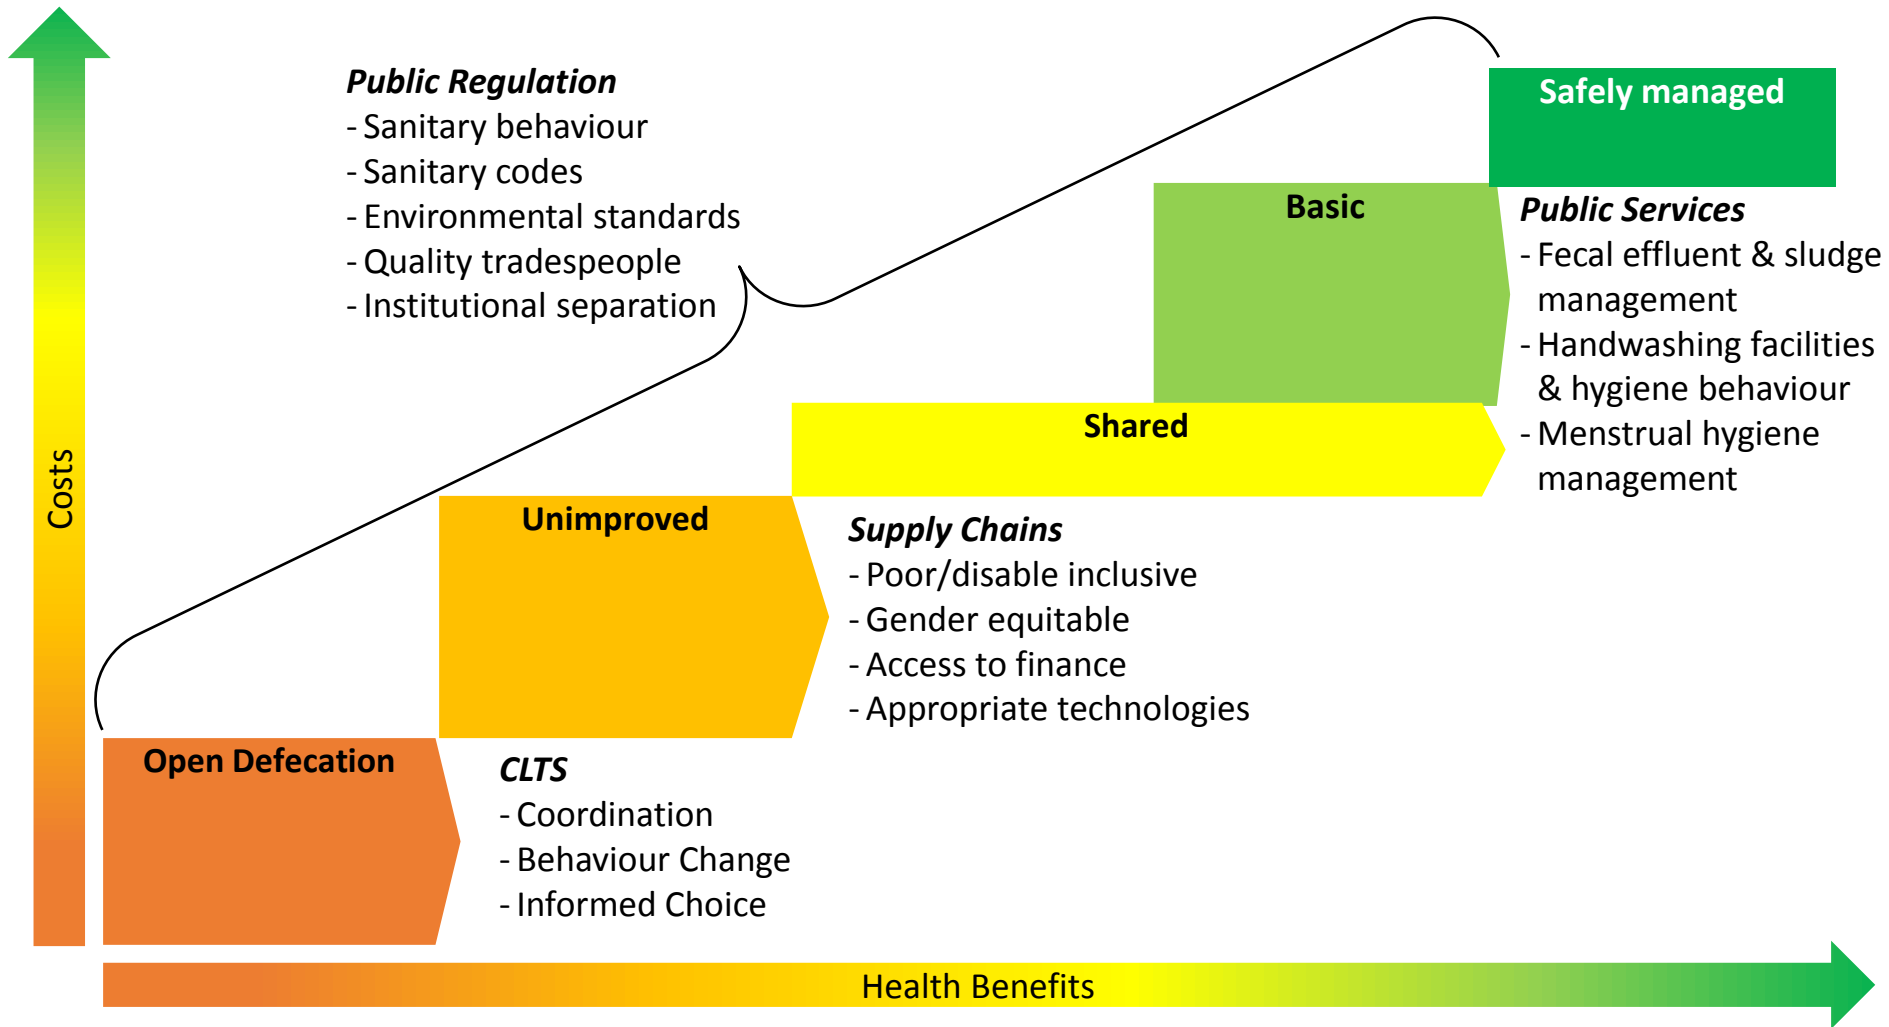 Public Regulation
- Sanitary behaviour
- Sanitary codes
- Environmental standards
- Quality tradespeople
- Institutional separation
Safely managed
Basic
Public Services
- Fecal effluent & sludge
management
- Handwashing facilities
& hygiene behaviour
- Menstrual hygiene
management
Shared
Costs
Unimproved
Supply Chains
- Poor/disable inclusive
- Gender equitable
- Access to finance
- Appropriate technologies
Open Defecation
CLTS
- Coordination
- Behaviour Change
- Informed Choice
Health Benefits